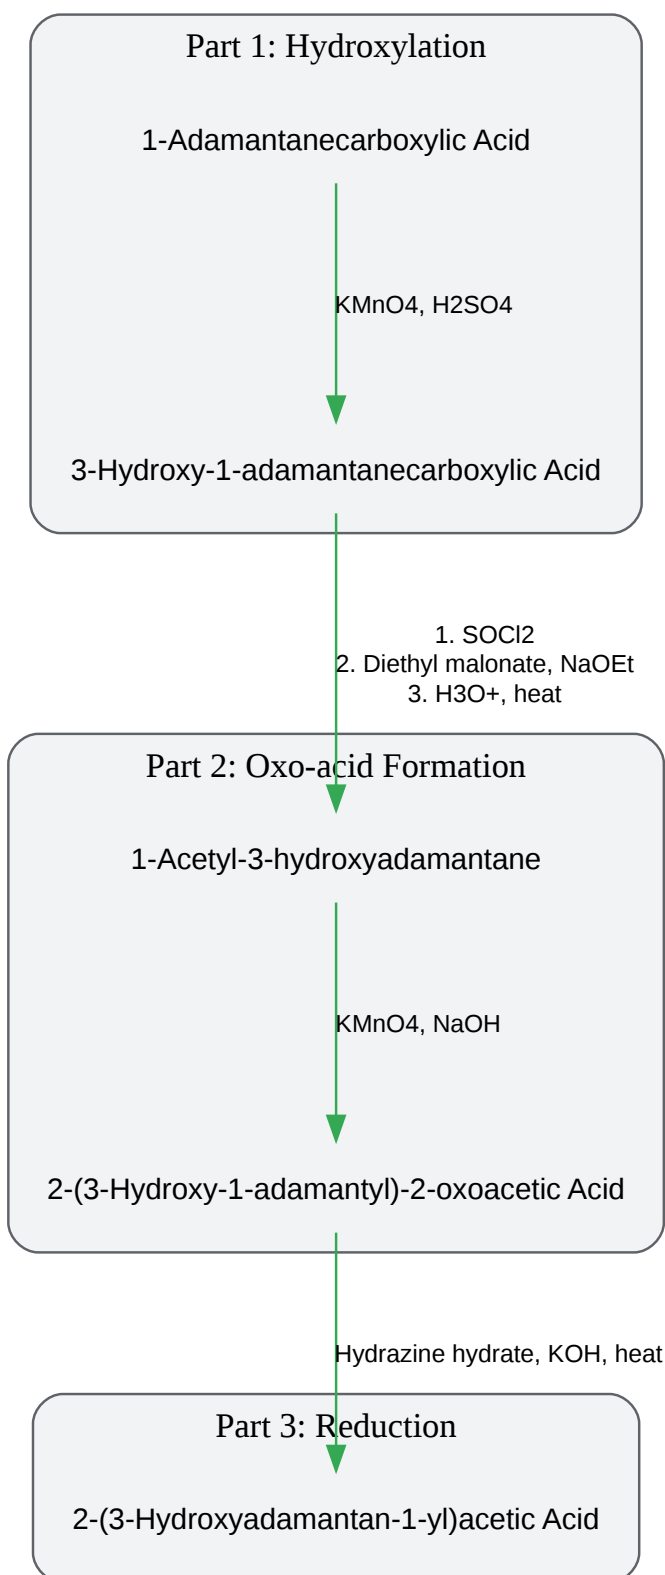 Part 1: Hydroxylation
1-Adamantanecarboxylic Acid
KMnO4, H2SO4
3-Hydroxy-1-adamantanecarboxylic Acid
1. SOCl2
2. Diethyl malonate, NaOEt
3. H3O+, heat
Part 2: Oxo-acid Formation
1-Acetyl-3-hydroxyadamantane
KMnO4, NaOH
2-(3-Hydroxy-1-adamantyl)-2-oxoacetic Acid
Hydrazine hydrate, KOH, heat
Part 3: Reduction
2-(3-Hydroxyadamantan-1-yl)acetic Acid